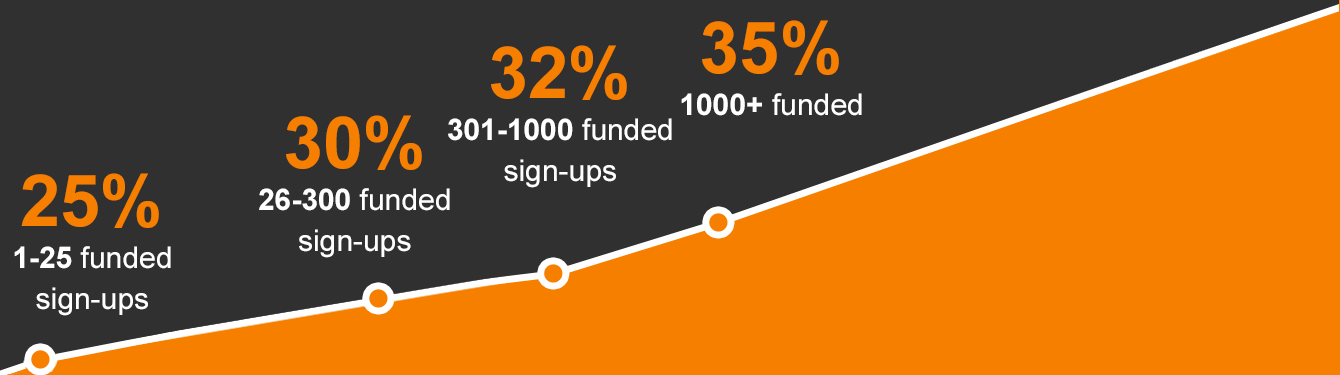 25%
1-25 funded
sign-ups
30%
26-300 funded
sign-ups
32%
301-1000 funded
sign-ups
35%
1000+ funded